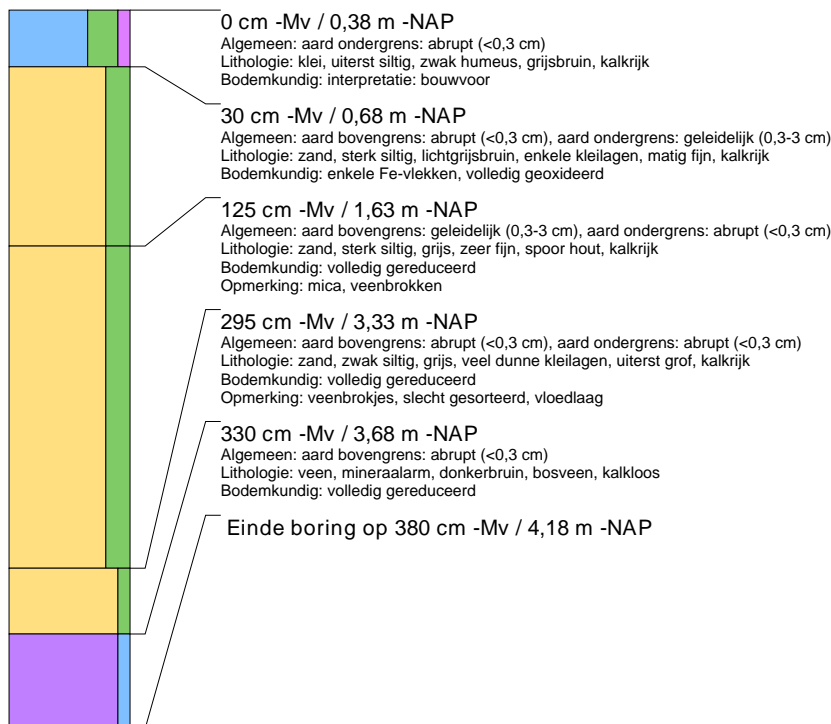 0 cm -Mv / 0,38 m -NAP
Algemeen: aard ondergrens: abrupt (<0,3 cm)
Lithologie: klei, uiterst siltig, zwak humeus, grijsbruin, kalkrijk
Bodemkundig: interpretatie: bouwvoor
30 cm -Mv / 0,68 m -NAP
Algemeen: aard bovengrens: abrupt (<0,3 cm), aard ondergrens: geleidelijk (0,3-3 cm)
Lithologie: zand, sterk siltig, lichtgrijsbruin, enkele kleilagen, matig fijn, kalkrijk
Bodemkundig: enkele Fe-vlekken, volledig geoxideerd
125 cm -Mv / 1,63 m -NAP
Algemeen: aard bovengrens: geleidelijk (0,3-3 cm), aard ondergrens: abrupt (<0,3 cm)
Lithologie: zand, sterk siltig, grijs, zeer fijn, spoor hout, kalkrijk
Bodemkundig: volledig gereduceerd
Opmerking: mica, veenbrokken
295 cm -Mv / 3,33 m -NAP
Algemeen: aard bovengrens: abrupt (<0,3 cm), aard ondergrens: abrupt (<0,3 cm)
Lithologie: zand, zwak siltig, grijs, veel dunne kleilagen, uiterst grof, kalkrijk
Bodemkundig: volledig gereduceerd
Opmerking: veenbrokjes, slecht gesorteerd, vloedlaag
330 cm -Mv / 3,68 m -NAP
Algemeen: aard bovengrens: abrupt (<0,3 cm)
Lithologie: veen, mineraalarm, donkerbruin, bosveen, kalkloos
Bodemkundig: volledig gereduceerd
Einde boring op 380 cm -Mv / 4,18 m -NAP